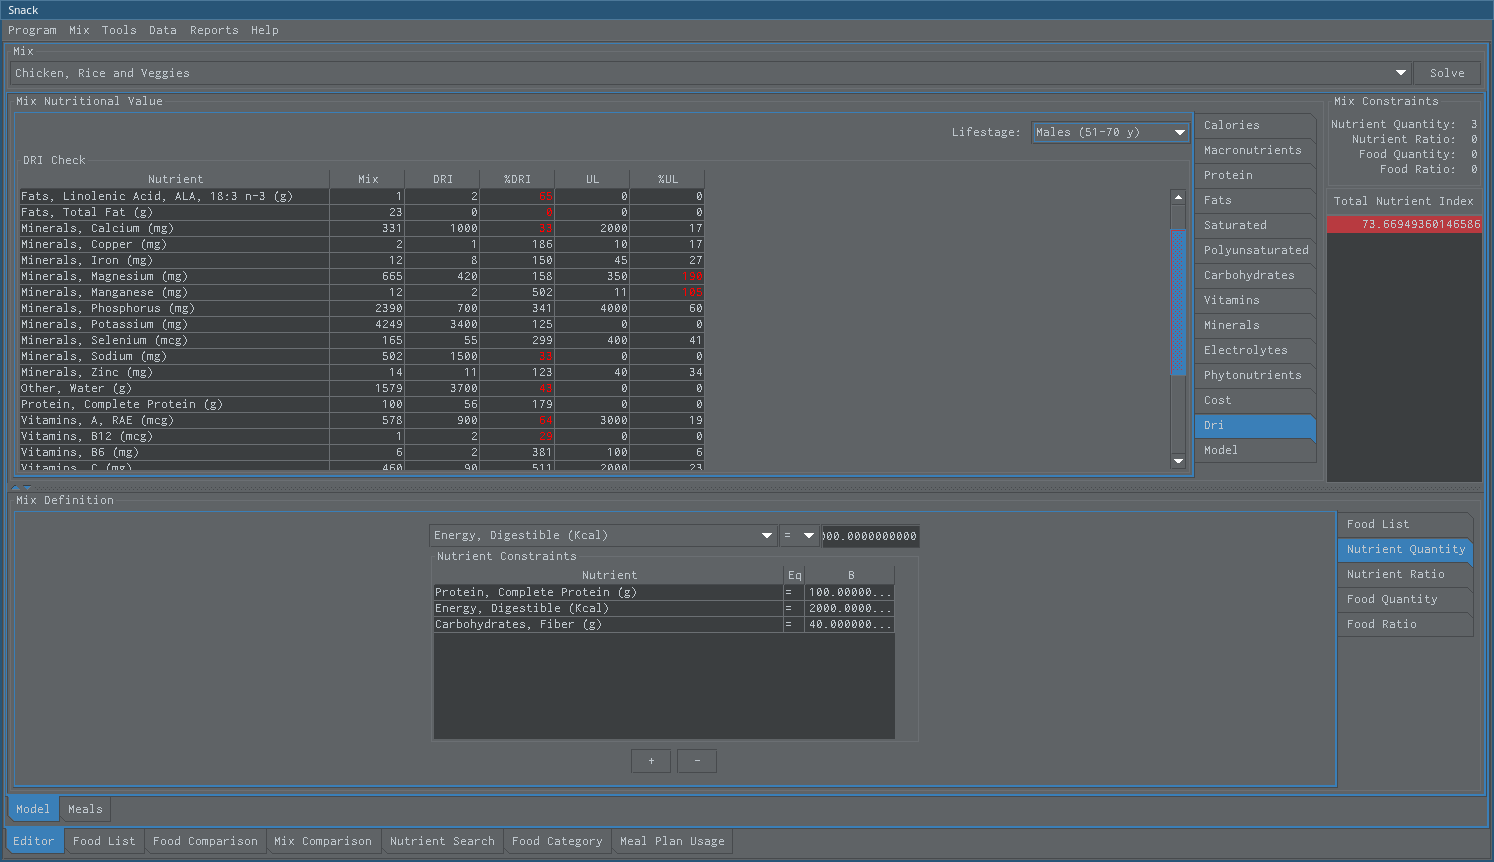 Snack
Program Mix Tools Data Reports Help
Mix
Chicken, Rice and Veggies
Solve
Mix Nutritional Value
Lifestage: Males (51-70 y)
DRI Check
Nutrient Mix DRI %DRI UL %UL
Fats, Linolenic Acid, ALA, 18:3 n-3 (g) 1 2 65 0 0
Fats, Total Fat (g) 23 0 0 0 0
Minerals, Calcium (mg) 331 1000 33 2000 17
Minerals, Copper (mg) 2 1 186 10 17
Minerals, Iron (mg) 12 8 150 45 27
Minerals, Magnesium (mg) 665 420 158 350 190
Minerals, Manganese (mg) 12 2 502 11 105
Minerals, Phosphorus (mg) 2390 700 341 4000 60
Minerals, Potassium (mg) 4249 3400 125 0 0
Minerals, Selenium (mcg) 165 55 299 400 41
Minerals, Sodium (mg) 502 1500 33 0 0
Minerals, Zinc (mg) 14 11 123 40 34
Other, Water (g) 1579 3700 43 0 0
Protein, Complete Protein (g) 100 56 179 0 0
Vitamins, A, RAE (mcg) 578 900 64 3000 19
Vitamins, B12 (mcg) 1 2 25 0 0
Vitamins, B6 (mg) 6 2 381 100 6
Vitamins, C (mg) 460 90 511 2000 23
Calories
Macronutrients
Protein
Fats
Saturated
Polyunsaturated
Carbohydrates
Vitamins
Minerals
Electrolytes
Phytonutrients
Cost
Dri
Model
Mix Constraints
Nutrient Quantity: 3
Nutrient Ratio: 0
Food Quantity: 0
Food Ratio: 0
Total Nutrient Index
73.66949360146586
Mix Definition
Energy, Digestible (Kcal) = 00.0000000000
Nutrient Constraints
Nutrient Eq B
Protein, Complete Protein (g) = 100.00000...
Energy, Digestible (Kcal) = 2000.0000...
Carbohydrates, Fiber (g) = 40.000000...
+ -
Food List
Nutrient Quantity
Nutrient Ratio
Food Quantity
Food Ratio
Model Meals
Editor Food List Food Comparison Mix Comparison Nutrient Search Food Category Meal Plan Usage